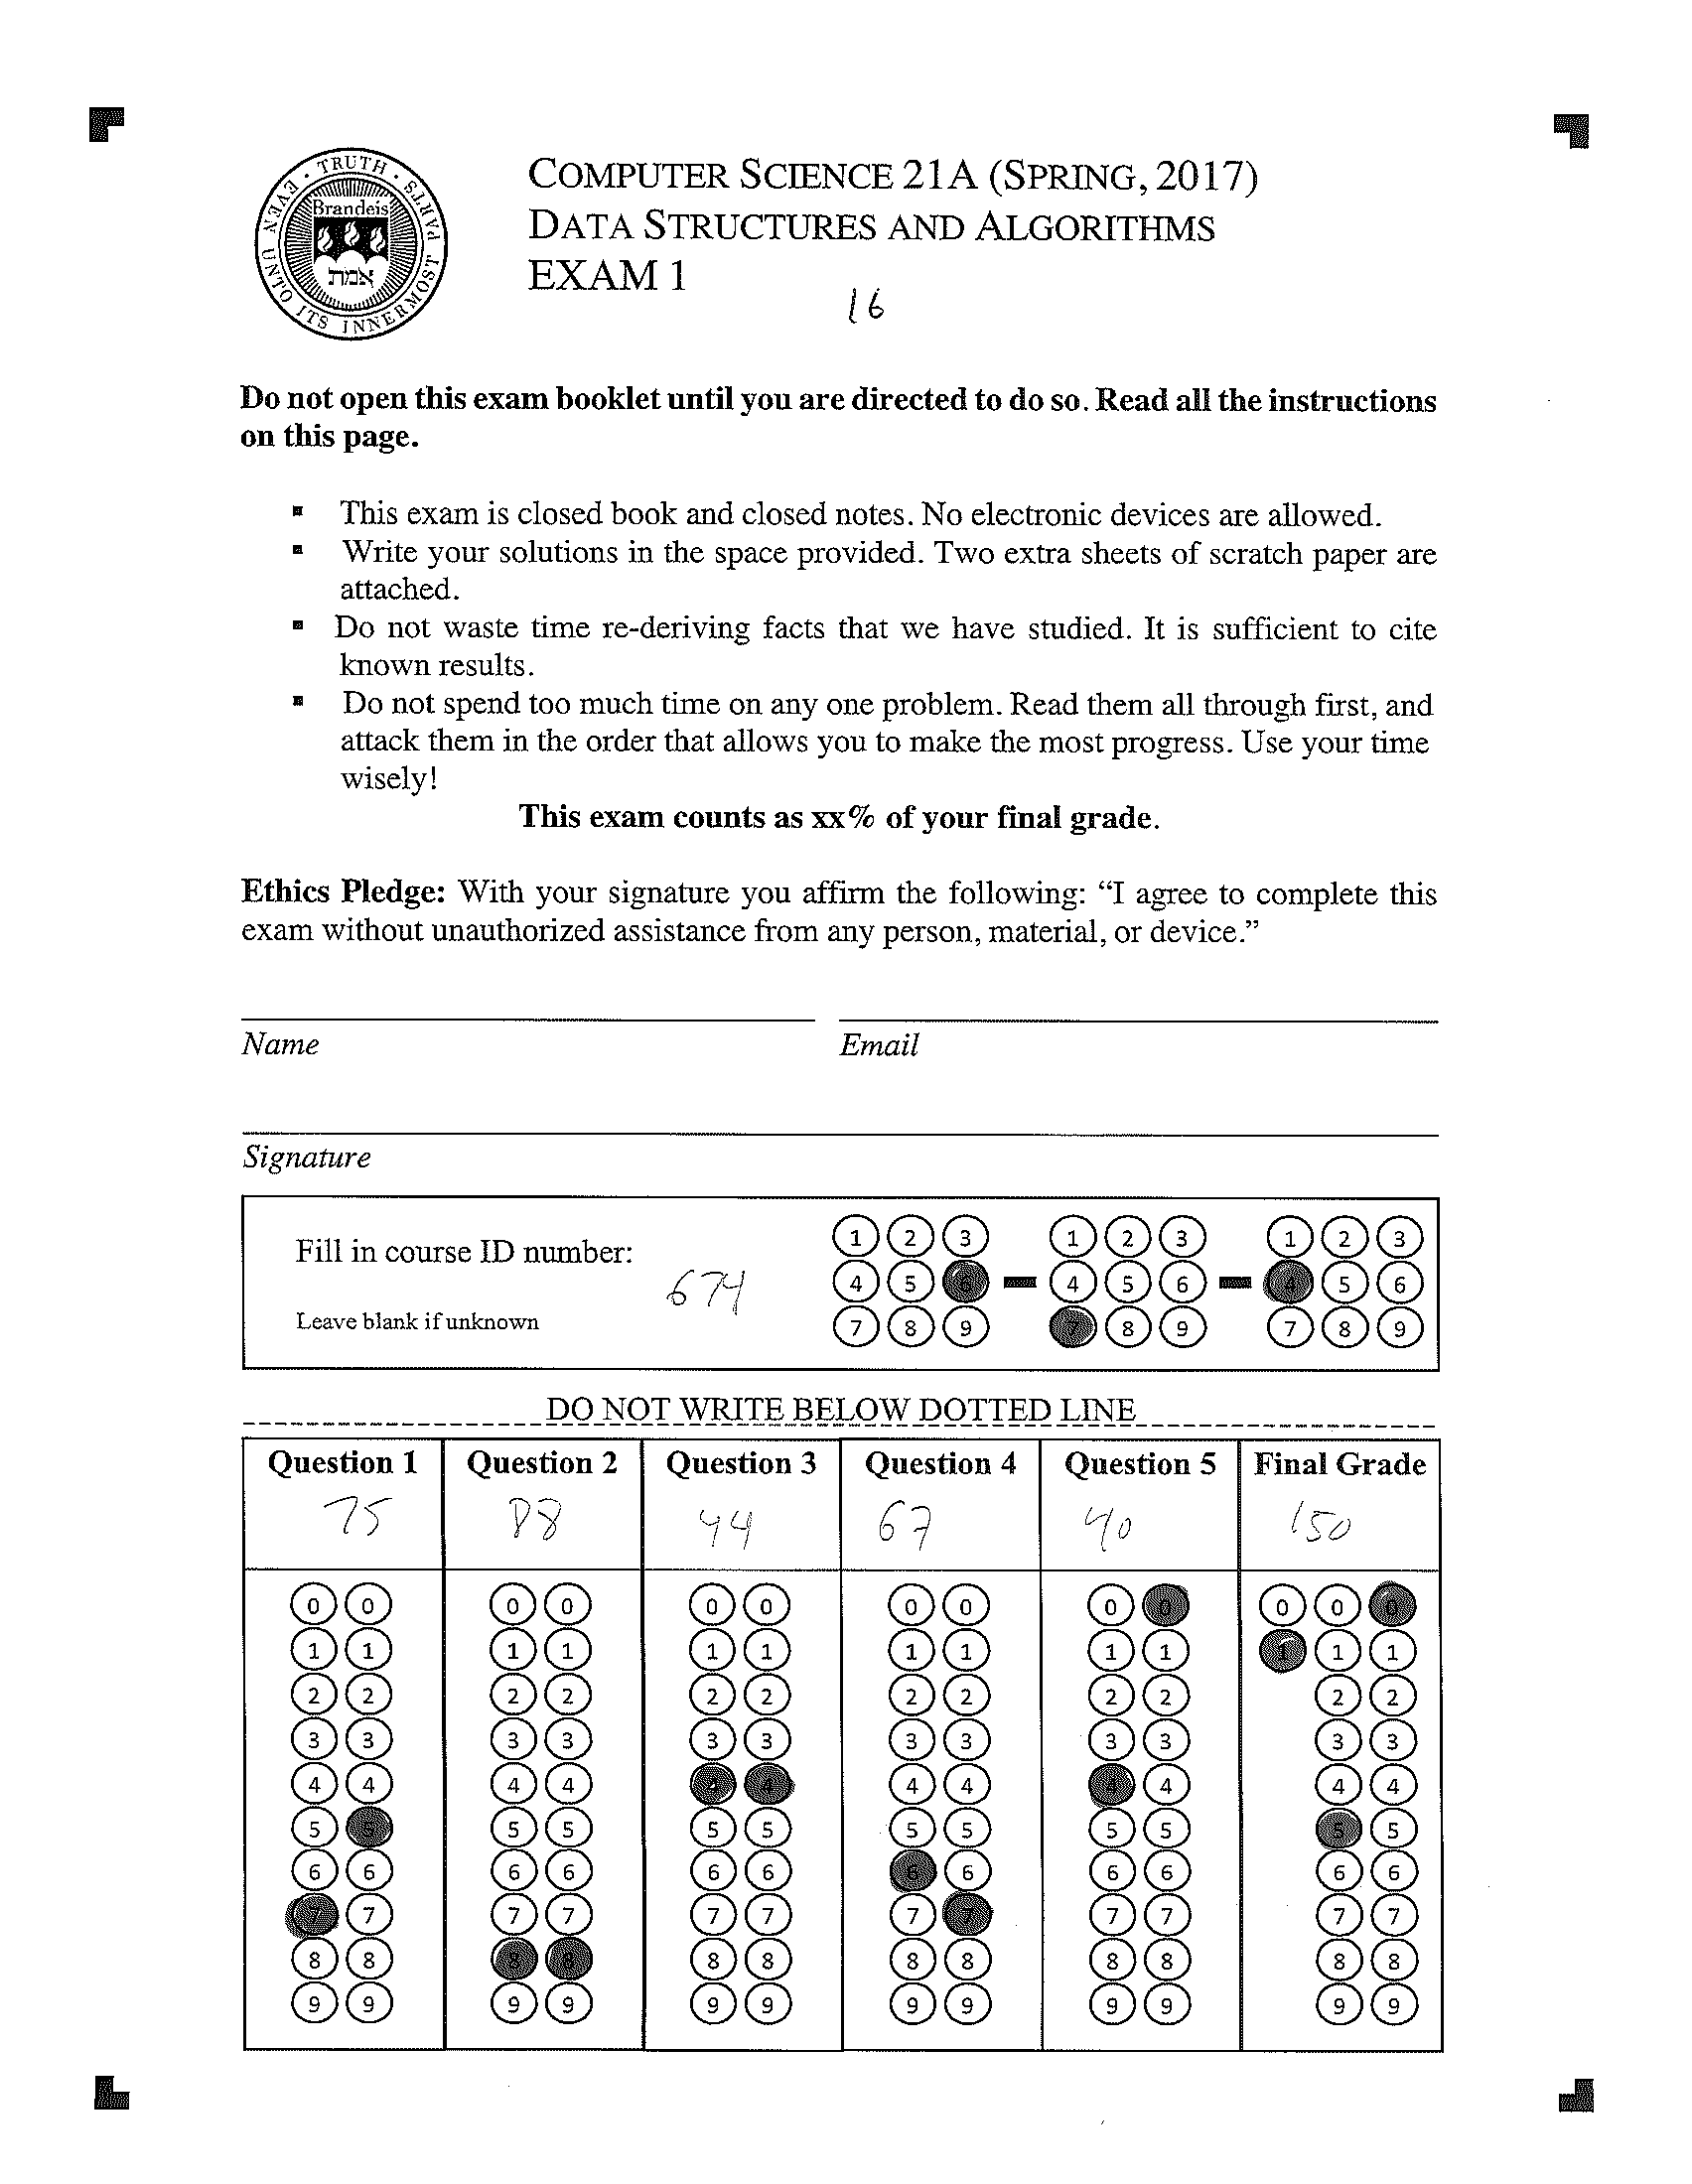 TRUTH · EVEN UNTO ITS INNERMOST PARTS ·
Brandeis
אמת
COMPUTER SCIENCE 21A (SPRING, 2017)
DATA STRUCTURES AND ALGORITHMS
EXAM 1
16
Do not open this exam booklet until you are directed to do so. Read all the instructions
on this page.
▪ This exam is closed book and closed notes. No electronic devices are allowed.
▪ Write your solutions in the space provided. Two extra sheets of scratch paper are
attached.
▪ Do not waste time re-deriving facts that we have studied. It is sufficient to cite
known results.
▪ Do not spend too much time on any one problem. Read them all through first, and
attack them in the order that allows you to make the most progress. Use your time
wisely!
This exam counts as xx% of your final grade.
Ethics Pledge: With your signature you affirm the following: “I agree to complete this
exam without unauthorized assistance from any person, material, or device.”
Name Email
Signature
Fill in course ID number:
674
Leave blank if unknown
1 2 3 1 2 3 1 2 3
4 5 6 - 4 5 6 - 4 5 6
7 8 9 7 8 9 7 8 9
DO NOT WRITE BELOW DOTTED LINE
Question 1 Question 2 Question 3 Question 4 Question 5 Final Grade
75 88 44 67 40 150
0 0 0 0 0 0 0 0 0 0 0 0 0
1 1 1 1 1 1 1 1 1 1 1 1 1
2 2 2 2 2 2 2 2 2 2 2 2
3 3 3 3 3 3 3 3 3 3 3 3
4 4 4 4 4 4 4 4 4 4 4 4
5 5 5 5 5 5 5 5 5 5 5 5
6 6 6 6 6 6 6 6 6 6 6 6
7 7 7 7 7 7 7 7 7 7 7 7
8 8 8 8 8 8 8 8 8 8 8 8
9 9 9 9 9 9 9 9 9 9 9 9